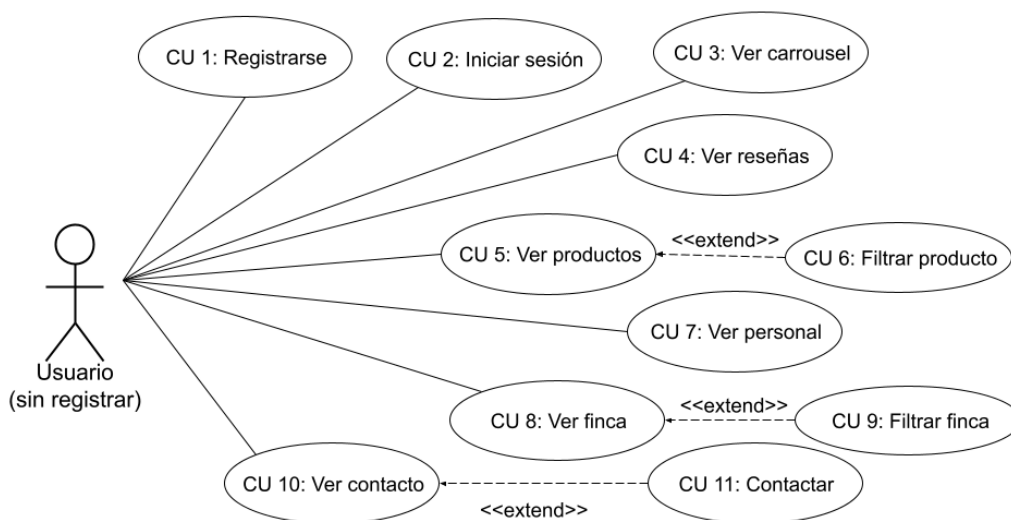 CU 1: Registrarse
CU 2: Iniciar sesión
CU 3: Ver carrousel
CU 4: Ver reseñas
CU 5: Ver productos
<<extend>>
CU 6: Filtrar producto
CU 7: Ver personal
Usuario
(sin registrar)
CU 8: Ver finca
<<extend>>
CU 9: Filtrar finca
CU 10: Ver contacto
<<extend>>
CU 11: Contactar